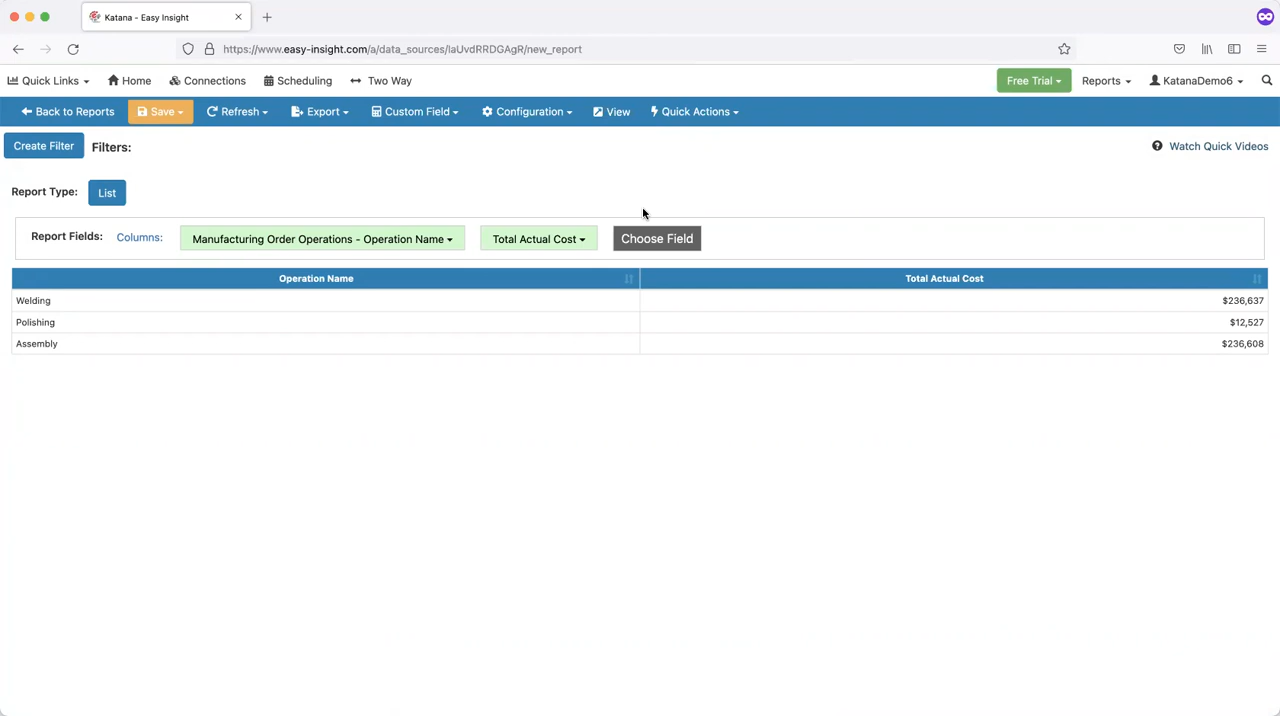 Katana - Easy Insight
https://www.easy-insight.com/a/data_sources/IaUvdRRDGAgR/new_report
Quick Links Home Connections Scheduling Two Way Free Trial Reports KatanaDemo6
Back to Reports Save Refresh Export Custom Field Configuration View Quick Actions
Create Filter Filters: Watch Quick Videos
Report Type: List
Report Fields: Columns: Manufacturing Order Operations - Operation Name Total Actual Cost Choose Field
Operation Name Total Actual Cost
Welding $236,637
Polishing $12,527
Assembly $236,608